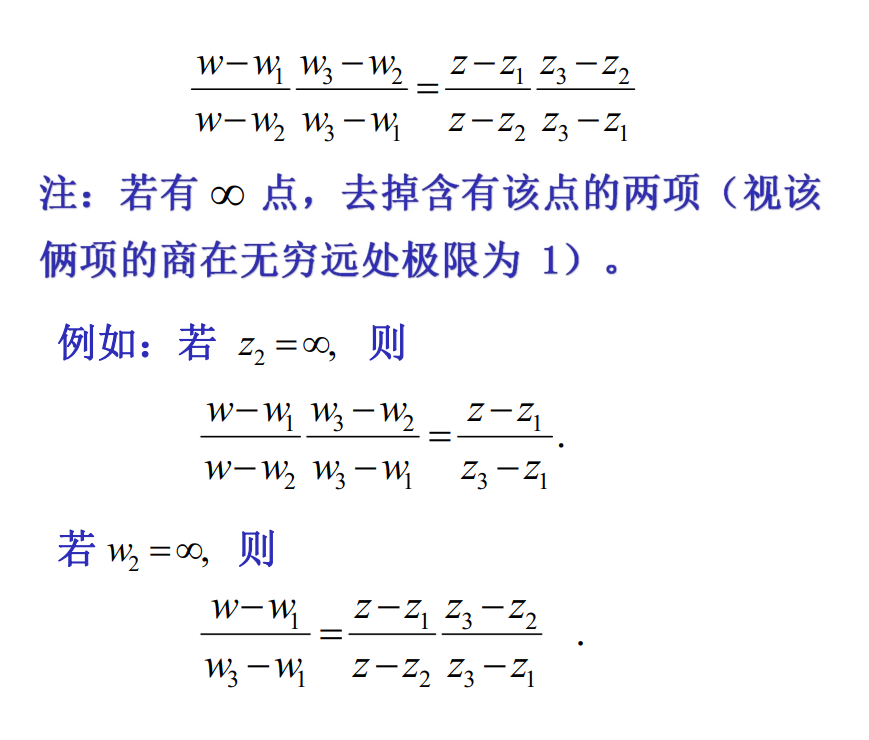 $\frac{w-w_1}{w-w_2}\frac{w_3-w_2}{w_3-w_1}=\frac{z-z_1}{z-z_2}\frac{z_3-z_2}{z_3-z_1}$
注：若有 ∞ 点，去掉含有该点的两项（视该
俩项的商在无穷远处极限为 1）。
例如：若 $z_2=\infty,$ 则
$\frac{w-w_1}{w-w_2}\frac{w_3-w_2}{w_3-w_1}=\frac{z-z_1}{z_3-z_1}.$
若 $w_2=\infty,$ 则
$\frac{w-w_1}{w_3-w_1}=\frac{z-z_1}{z-z_2}\frac{z_3-z_2}{z_3-z_1}.$